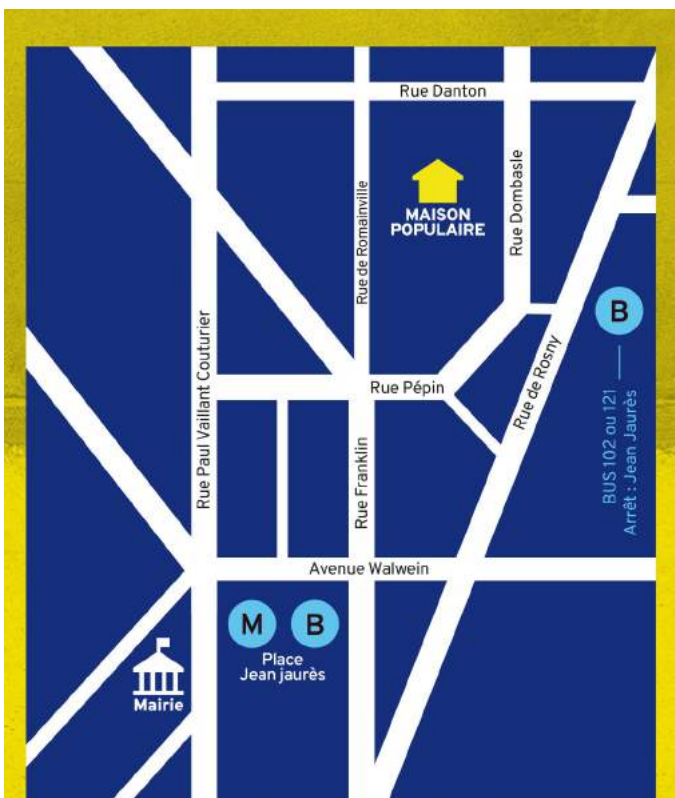 Rue Danton
MAISON
POPULAIRE
Rue de Romainville
Rue Dombasle
B
BUS 102 ou 121
Arrêt : Jean Jaurès
Rue Paul Vaillant Couturier
Rue Pépin
Rue de Rosny
Rue Franklin
Avenue Walwein
M B
Place
Jean jaurès
Mairie